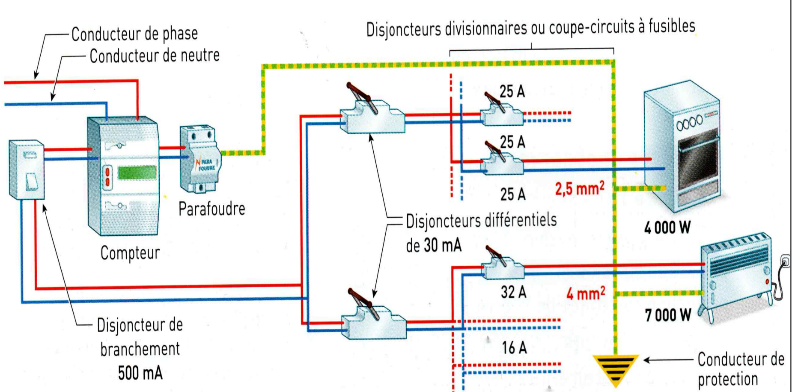 Disjoncteurs divisionnaires ou coupe-circuits à fusibles
Conducteur de phase
Conducteur de neutre
25 A
25 A
25 A
2,5 mm²
4 000 W
PARA
FOUDRE
Parafoudre
Compteur
Disjoncteurs différentiels
de 30 mA
32 A
4 mm²
7 000 W
16 A
Disjoncteur de
branchement
500 mA
Conducteur de
protection